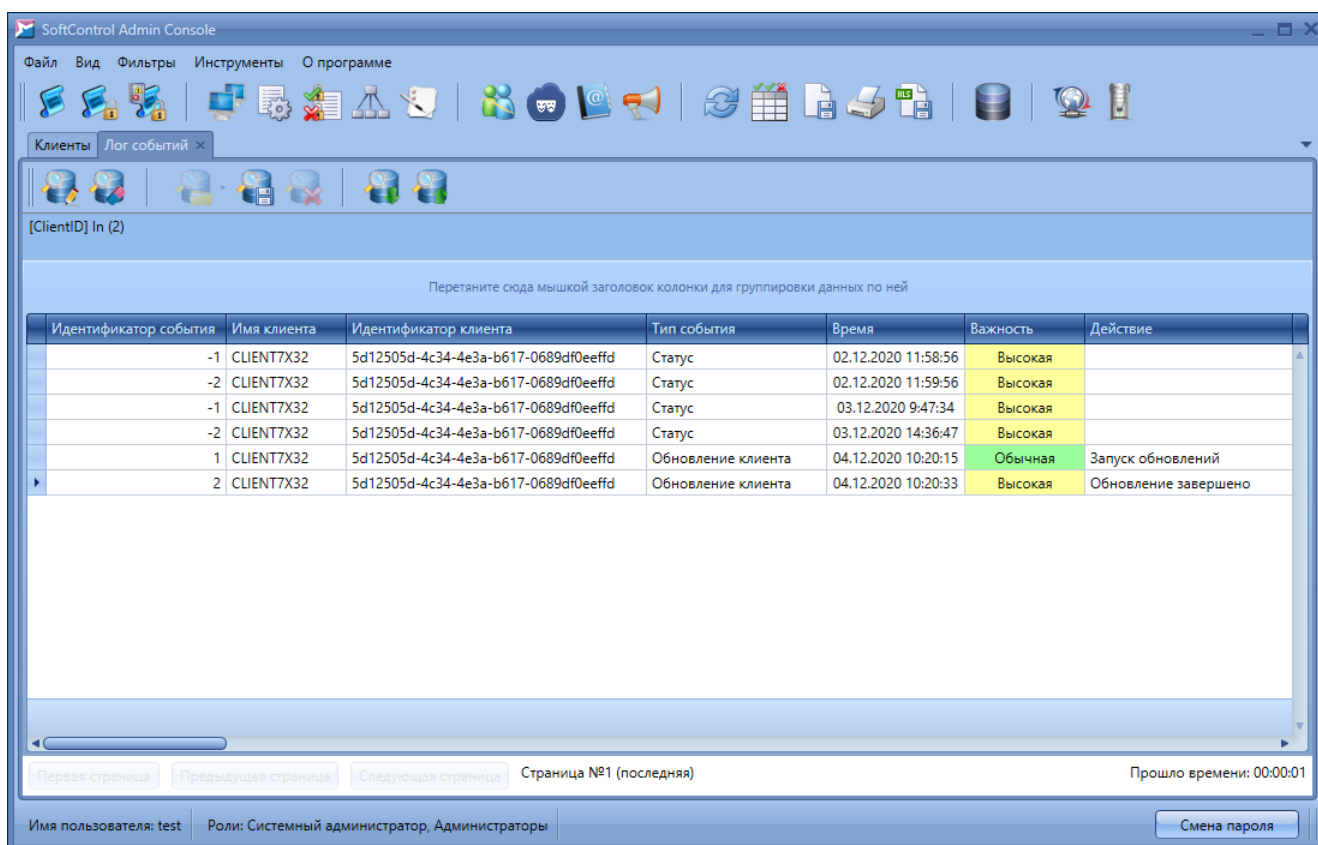 SoftControl Admin Console
Файл Вид Фильтры Инструменты О программе
XLS
Клиенты Лог событий
[ClientID] In (2)
Перетяните сюда мышкой заголовок колонки для группировки данных по ней
Идентификатор события Имя клиента Идентификатор клиента Тип события Время Важность Действие
-1 CLIENT7X32 5d12505d-4c34-4e3a-b617-0689df0eeffd Статус 02.12.2020 11:58:56 Высокая
-2 CLIENT7X32 5d12505d-4c34-4e3a-b617-0689df0eeffd Статус 02.12.2020 11:59:56 Высокая
-1 CLIENT7X32 5d12505d-4c34-4e3a-b617-0689df0eeffd Статус 03.12.2020 9:47:34 Высокая
-2 CLIENT7X32 5d12505d-4c34-4e3a-b617-0689df0eeffd Статус 03.12.2020 14:36:47 Высокая
1 CLIENT7X32 5d12505d-4c34-4e3a-b617-0689df0eeffd Обновление клиента 04.12.2020 10:20:15 Обычная Запуск обновлений
2 CLIENT7X32 5d12505d-4c34-4e3a-b617-0689df0eeffd Обновление клиента 04.12.2020 10:20:33 Высокая Обновление завершено
Первая страница Предыдущая страница Следующая страница Страница №1 (последняя) Прошло времени: 00:00:01
Имя пользователя: test Роли: Системный администратор, Администраторы Смена пароля